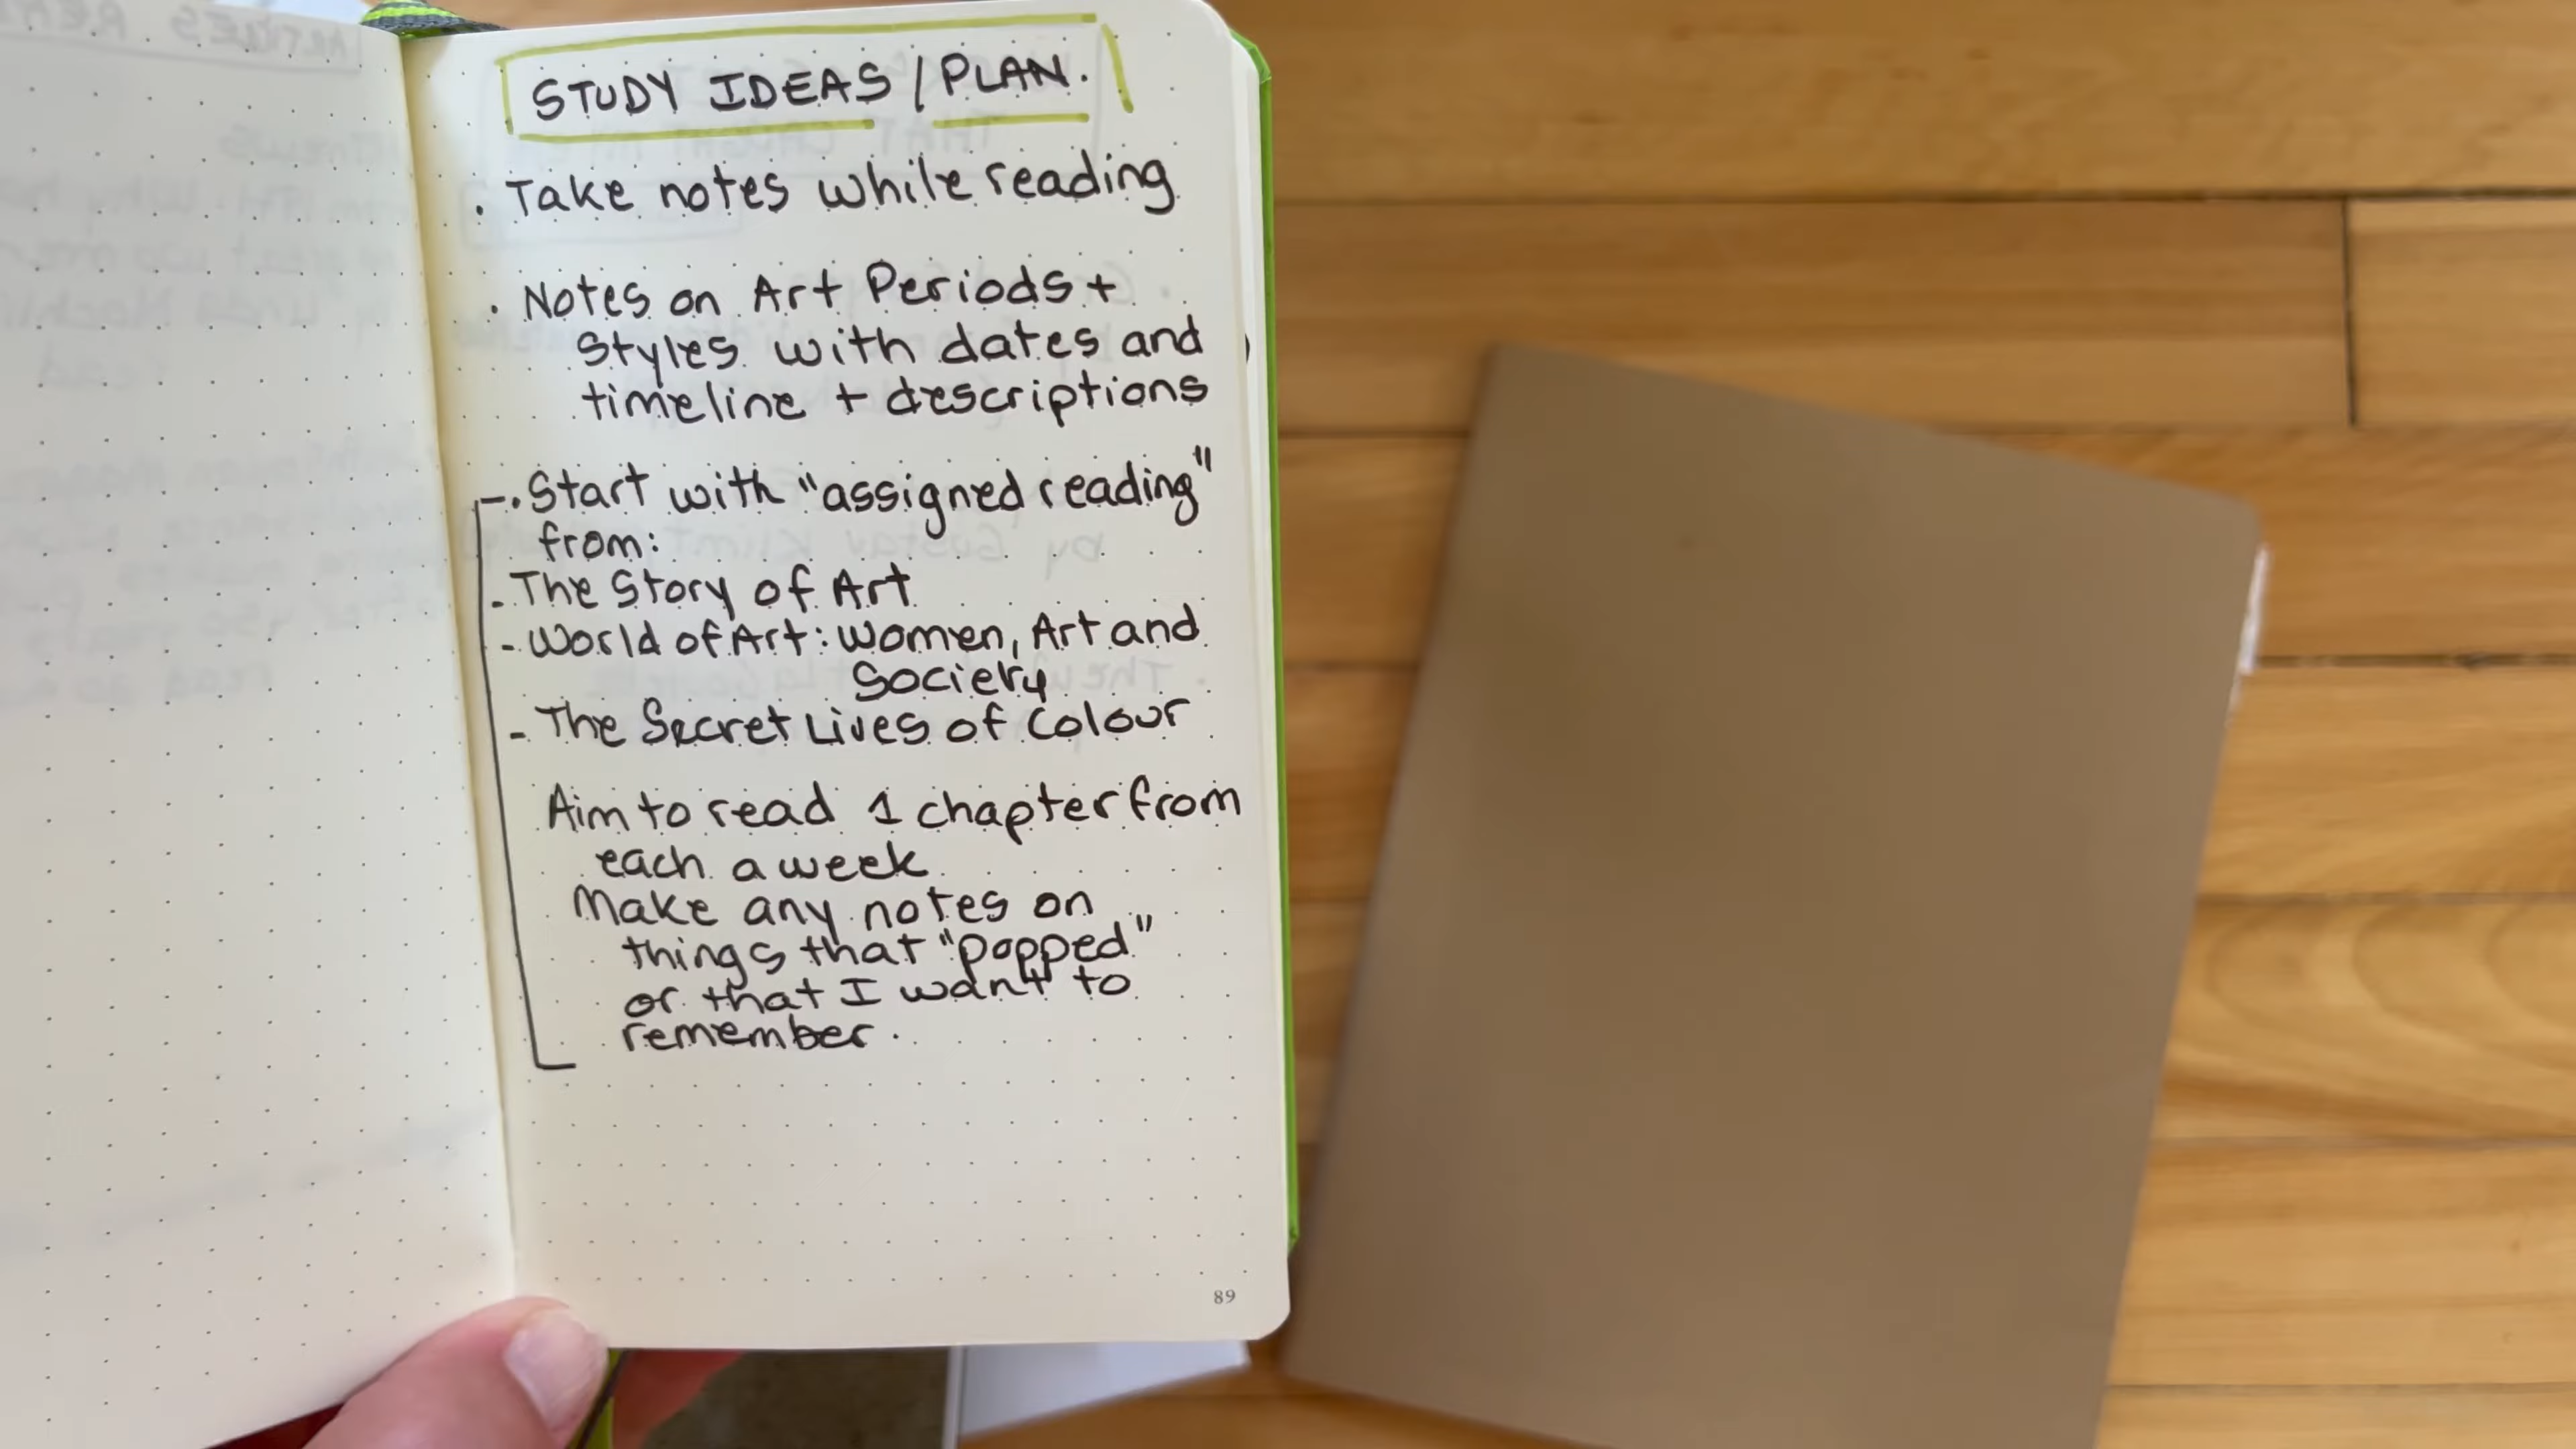 STUDY IDEAS / PLAN.
. Take notes while reading
. Notes on Art Periods +
styles with dates and
timeline + descriptions
-. Start with "assigned reading"
from:
- The Story of Art
- World of Art: Women, Art and
Society
- The Secret Lives of Colour
Aim to read 1 chapter from
each a week
Make any notes on
things that "popped"
or that I want to
remember.
89